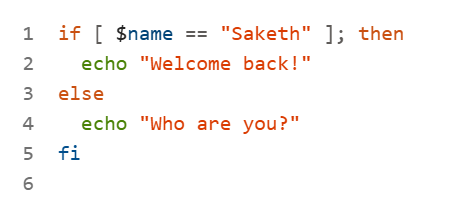 1 if [ $name == "Saketh" ]; then
2   echo "Welcome back!"
3 else
4   echo "Who are you?"
5 fi
6